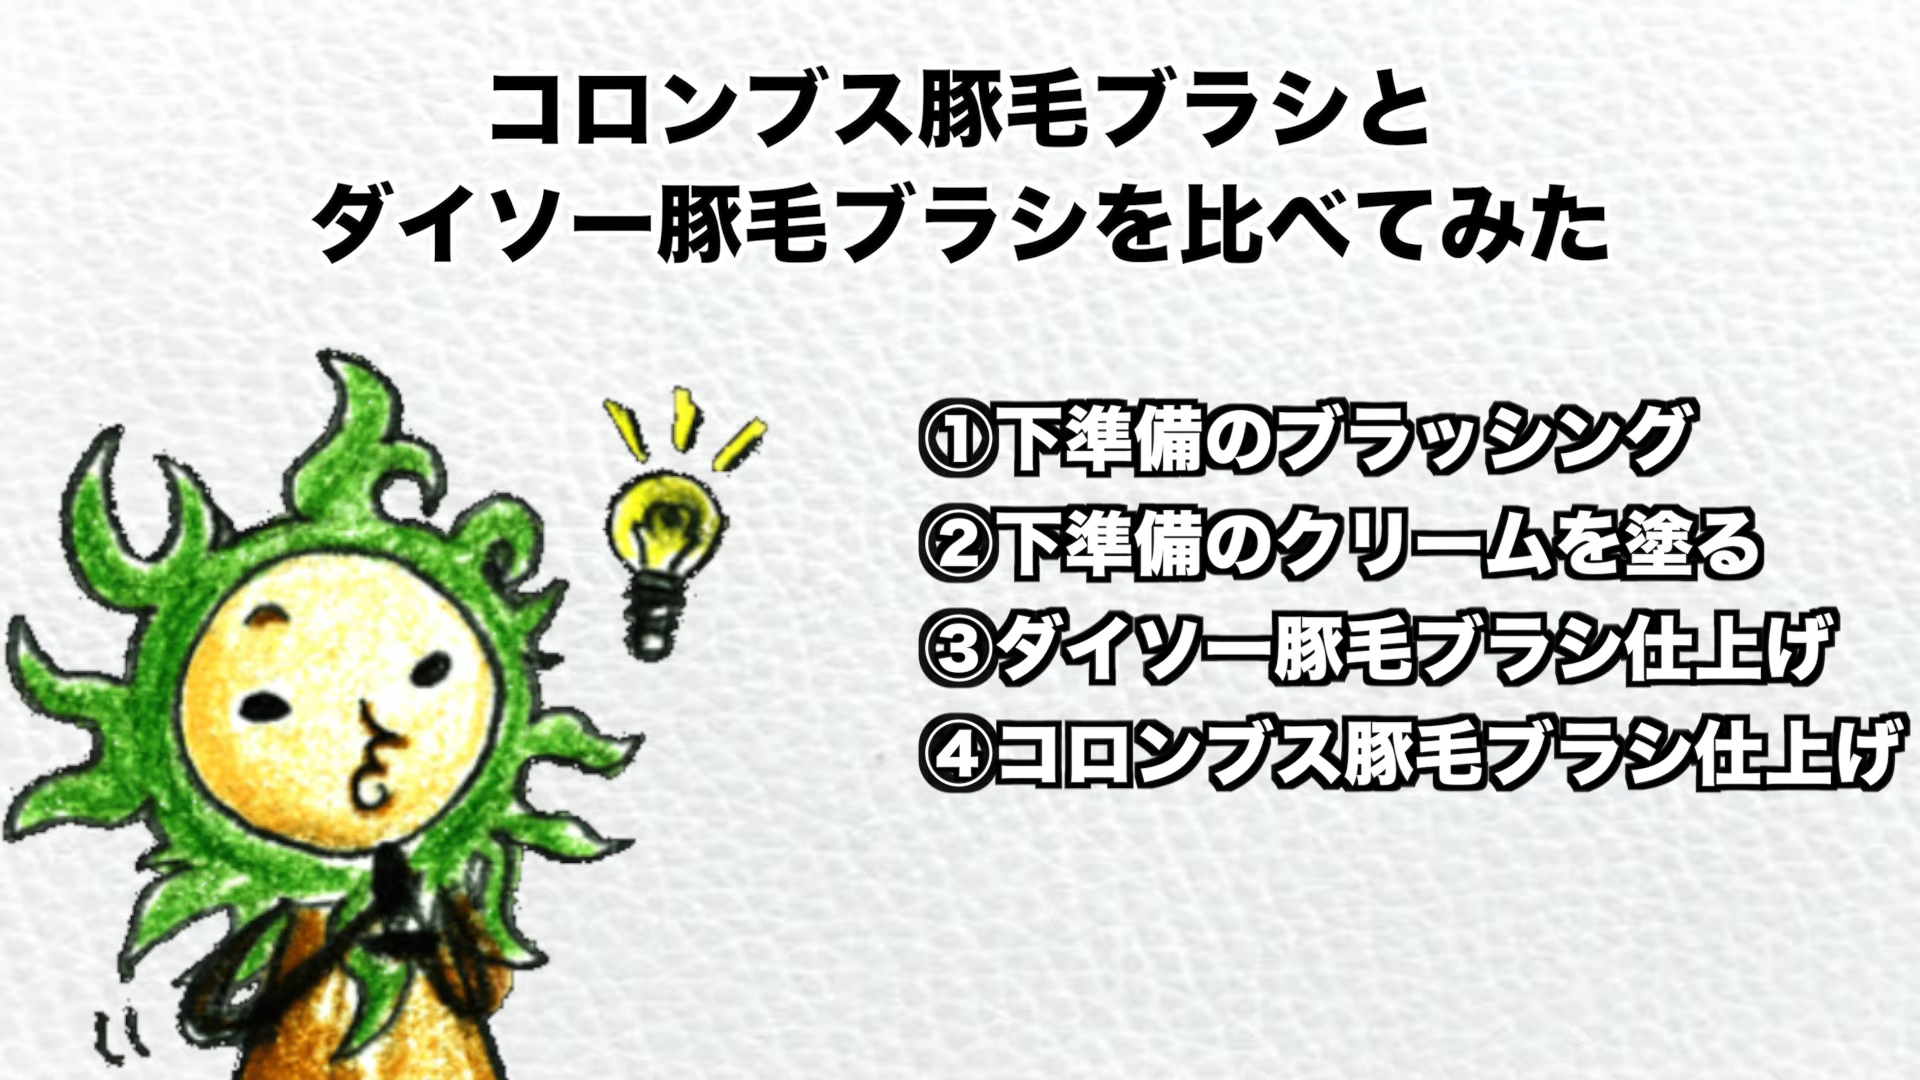 コロンブス豚毛ブラシと
ダイソー豚毛ブラシを比べてみた
①下準備のブラッシング
②下準備のクリームを塗る
③ダイソー豚毛ブラシ仕上げ
④コロンブス豚毛ブラシ仕上げ